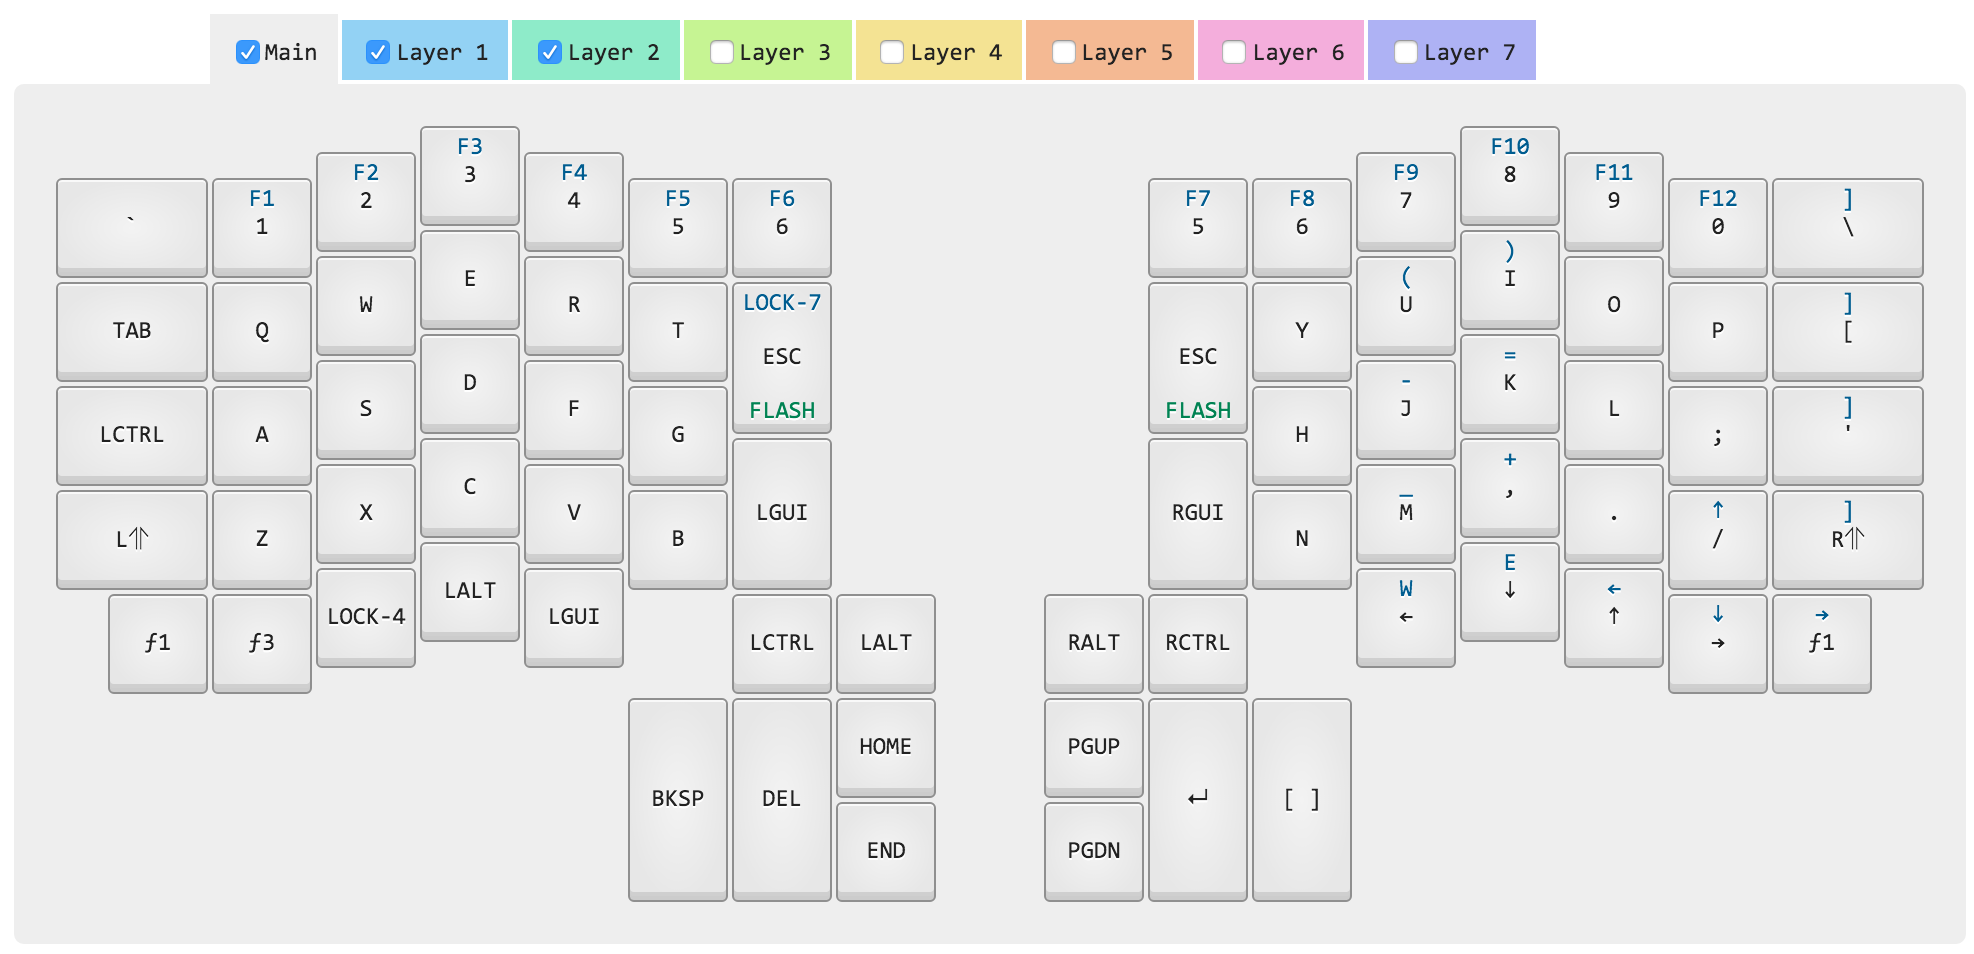 Main Layer 1 Layer 2 Layer 3 Layer 4 Layer 5 Layer 6 Layer 7
` F1 F2 F3 F4 F5 F6
1 2 3 4 5 6
F7 F8 F9 F10 F11 F12 ]
5 6 7 8 9 0 \
TAB Q W E R T LOCK-7
ESC
FLASH
ESC
FLASH
Y
(
U
)
I
O P
]
[
LCTRL A S D F G
H
-
J
=
K
L ;
]
'
L⇑ Z X C V B LGUI
RGUI N
_
M
+
,
.
↑
/
]
R⇑
ƒ1 ƒ3 LOCK-4 LALT LGUI
W
←
E
↓
←
↑
↓
→
→
ƒ1
LCTRL LALT
RALT RCTRL
BKSP DEL HOME
END
PGUP
PGDN
↵ [ ]